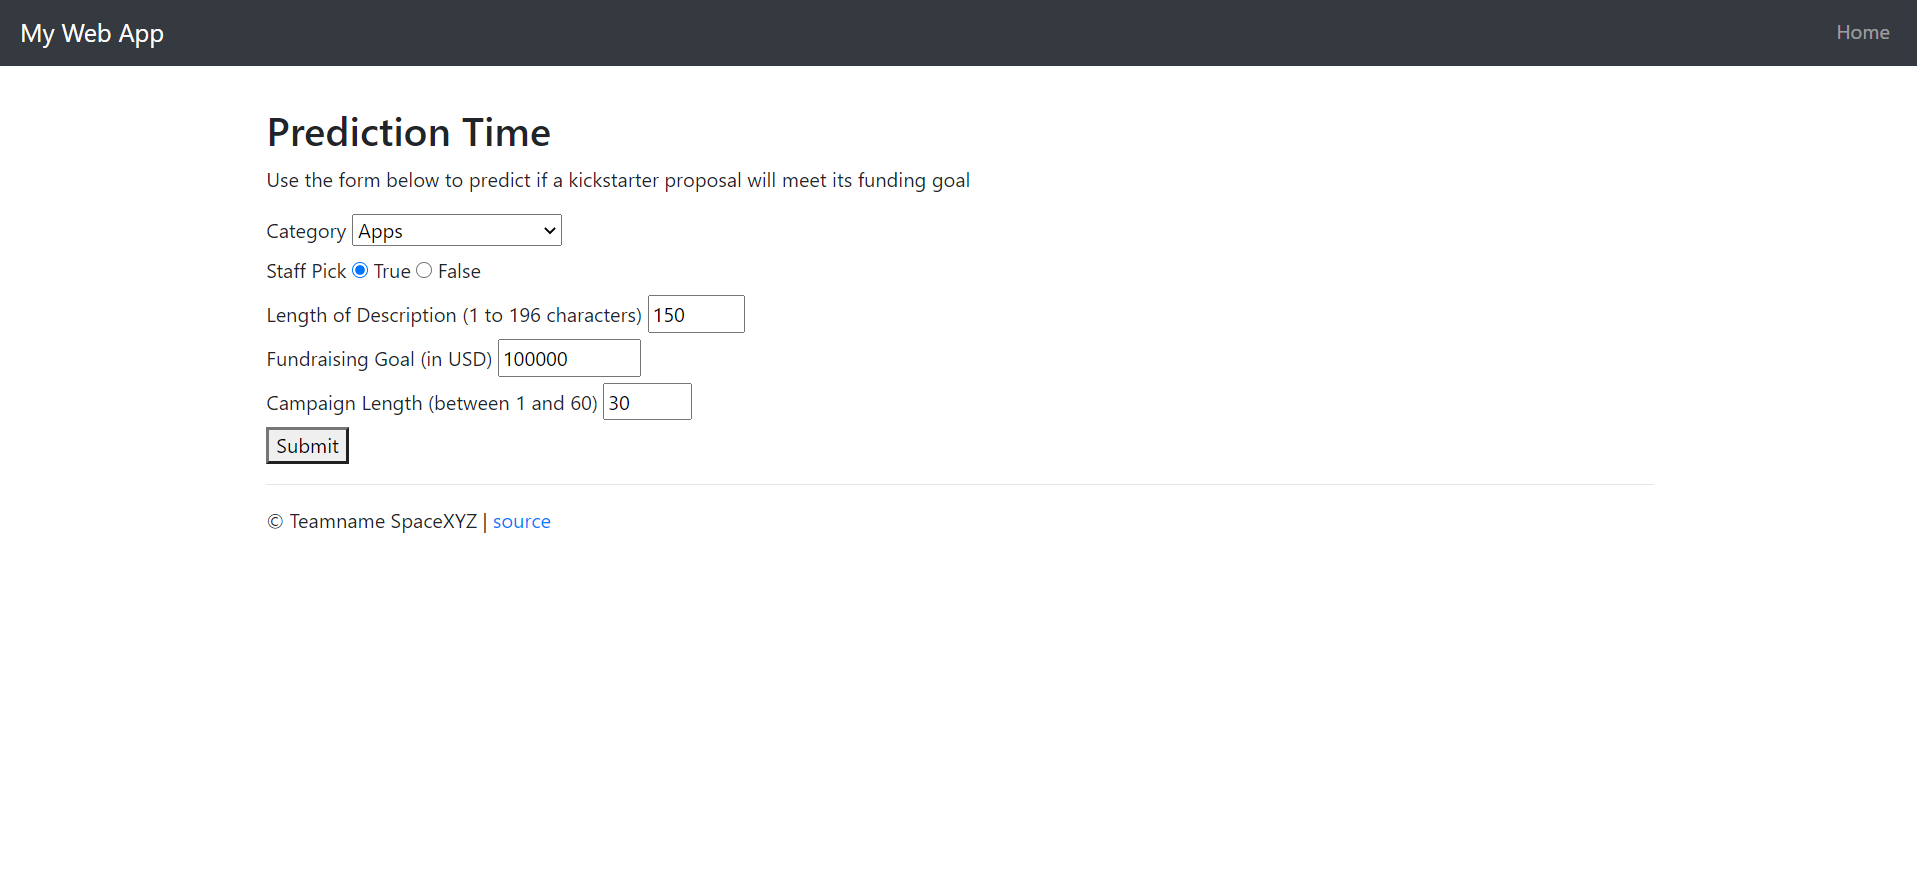 My Web App Home
Prediction Time
Use the form below to predict if a kickstarter proposal will meet its funding goal
Category Apps
Staff Pick True False
Length of Description (1 to 196 characters) 150
Fundraising Goal (in USD) 100000
Campaign Length (between 1 and 60) 30
Submit
© Teamname SpaceXYZ | source